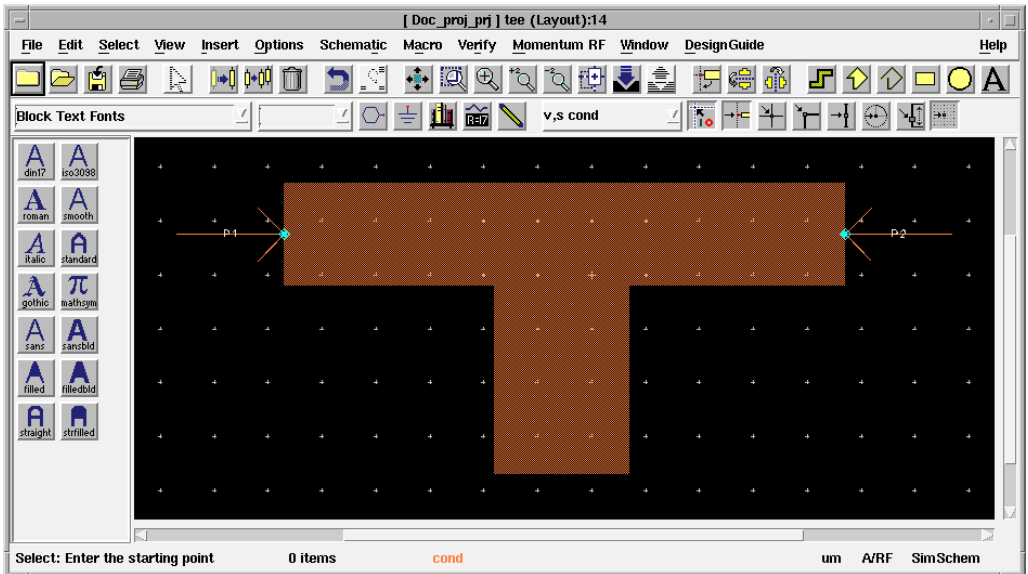 [ Doc_proj_prj ] tee (Layout):14
File Edit Select View Insert Options Schematic Macro Verify Momentum RF Window DesignGuide Help
A
Block Text Fonts v,s cond
A din17 A iso3098
A roman A smooth
A italic A standard
A gothic π mathsym
A sans A sansbld
A filled A filledbld
A straight A strfilled
P1 P2
Select: Enter the starting point 0 items cond um A/RF SimSchem